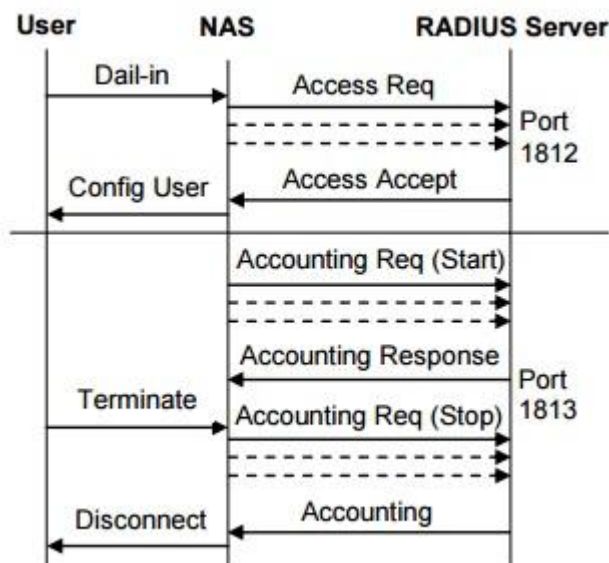 User NAS RADIUS Server
Dail-in
Access Req
Port
1812
Access Accept
Config User
Accounting Req (Start)
Accounting Response
Port
1813
Terminate
Accounting Req (Stop)
Accounting
Disconnect